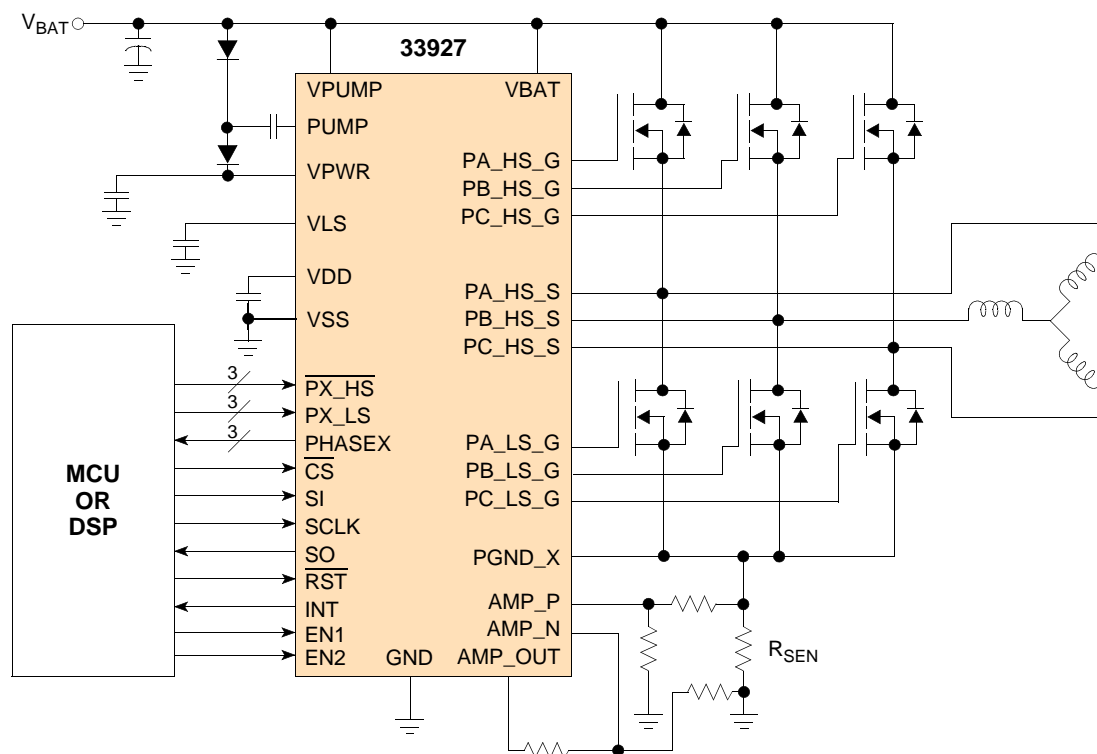 V_BAT
33927
VPUMP
VBAT
PUMP
VPWR
VLS
VDD
VSS
PA_HS_G
PB_HS_G
PC_HS_G
PA_HS_S
PB_HS_S
PC_HS_S
MCU
OR
DSP
3
3
3
PX_HS
PX_LS
PHASEX
CS
SI
SCLK
SO
RST
INT
EN1
EN2
GND
PA_LS_G
PB_LS_G
PC_LS_G
PGND_X
AMP_P
AMP_N
AMP_OUT
R_SEN